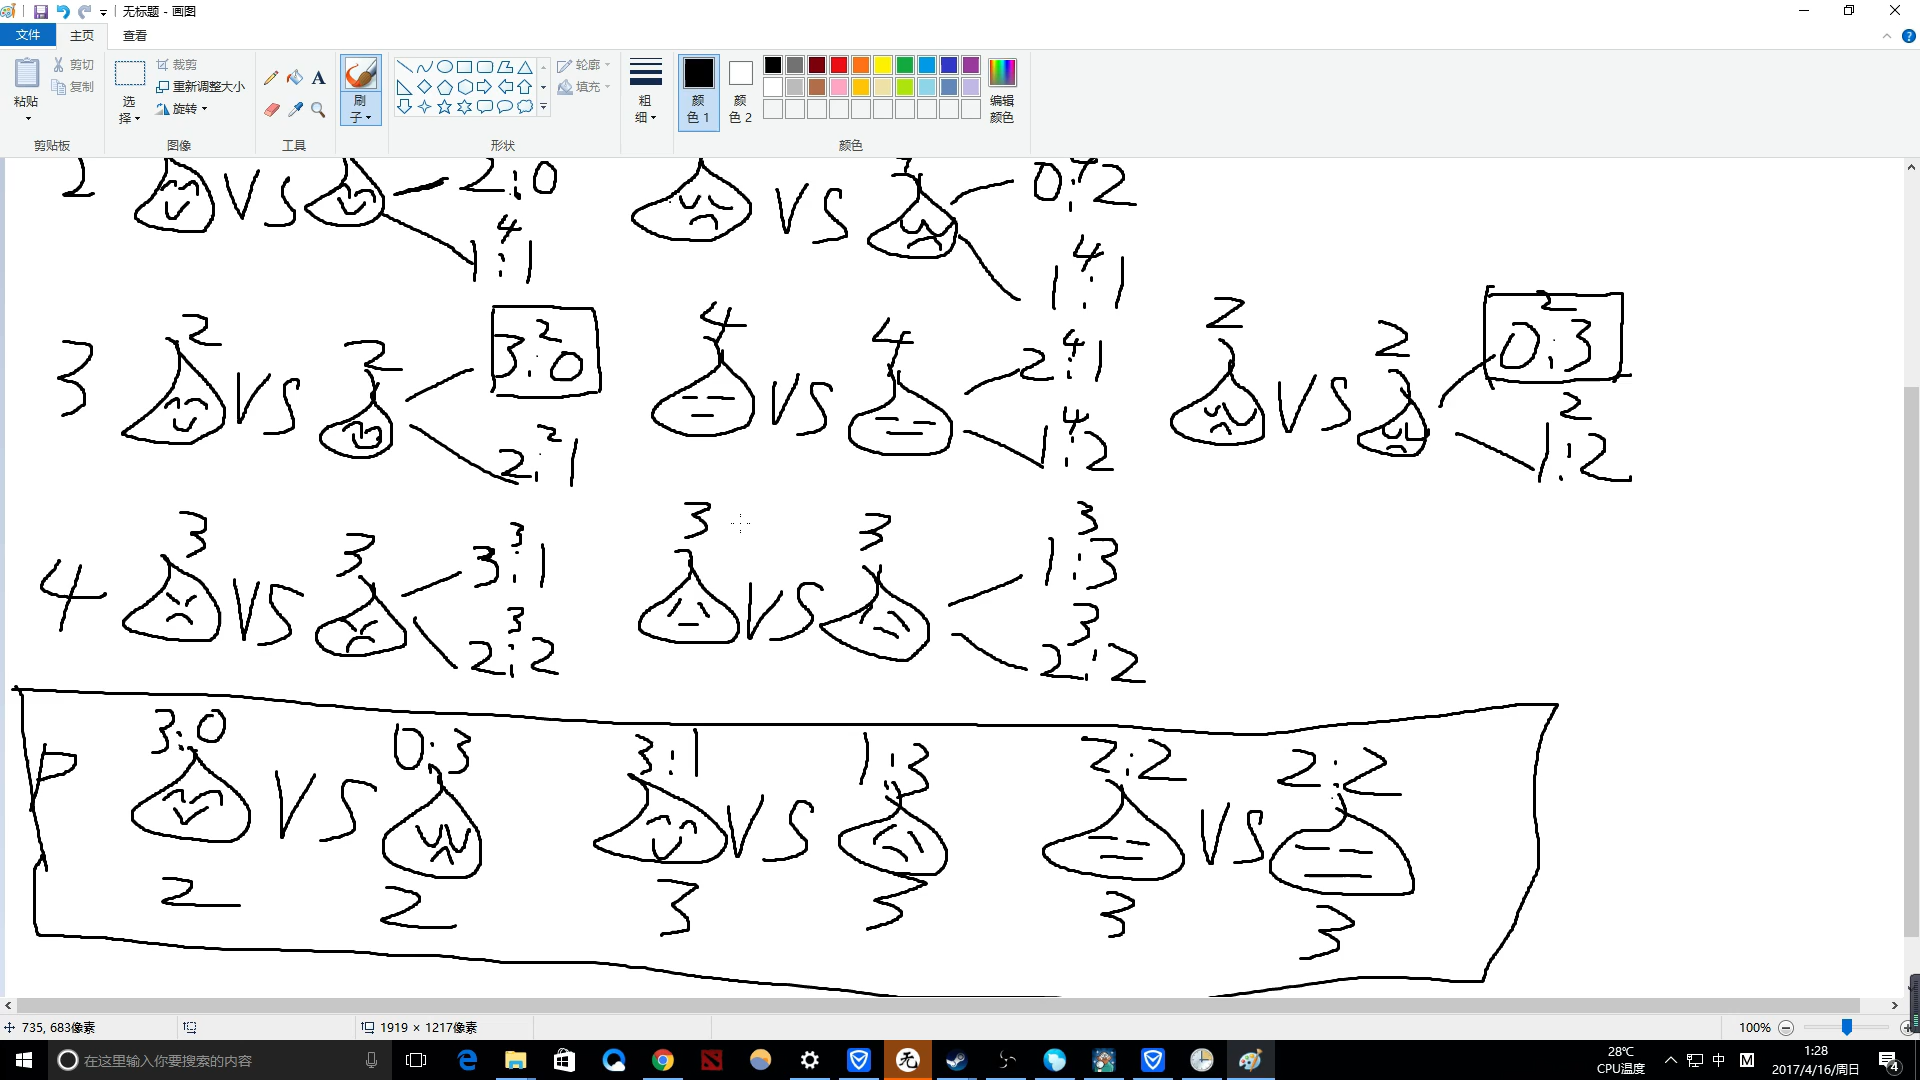 无标题 - 画图
文件 主页 查看
粘贴
剪切
复制
剪贴板
选择
裁剪
重新调整大小
旋转
图像
A
工具
刷子
轮廓
填充
形状
粗细
颜色 1
颜色 2
编辑颜色
颜色
2 VS 2:0 VS 0:2
4 4
1:1 1:1
3 2 VS 2 2 3:0 4 VS 4 4 2:1 2 VS 2 2 0:3
2 2:1 4 1:2 2 1:2
4 3 VS 3 3 3:1 3 VS 3 3 1:3
3 2:2 3 2:2
P 3:0 VS 0:3 3:1 VS 1:3 2:2 VS 2:2
2 2 3 3 3 3
735, 683像素 1919 × 1217像素 100%
在这里输入你要搜索的内容
无
28℃
CPU温度
中
M
1:28
2017/4/16/周日
4